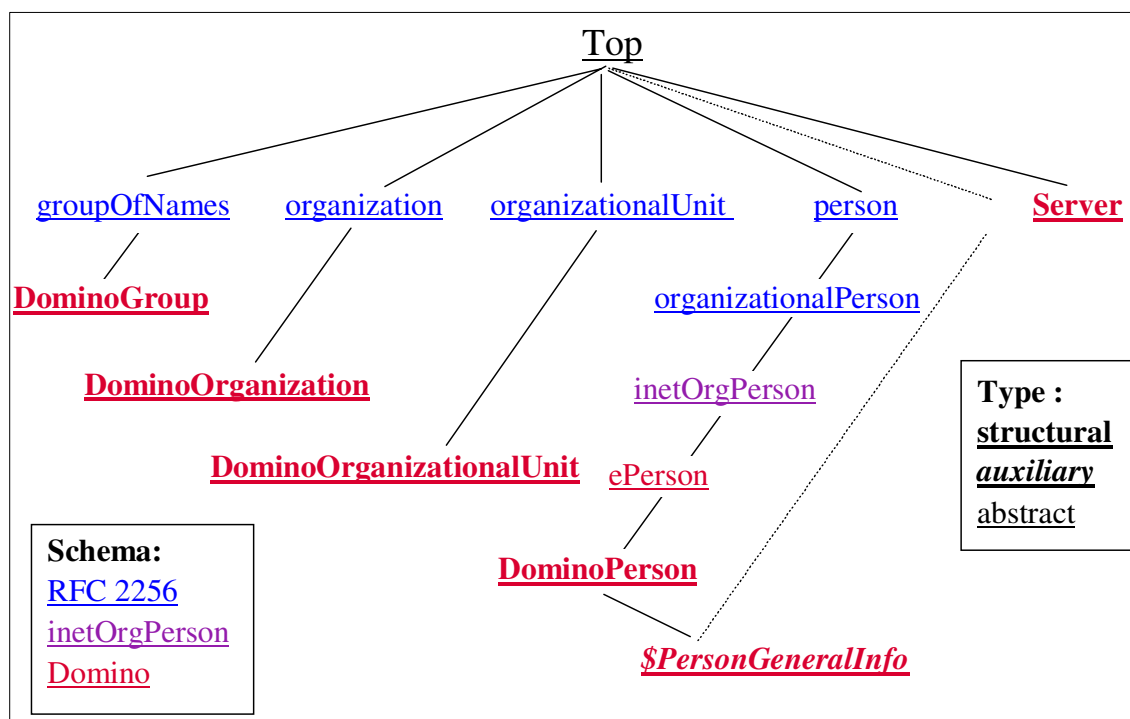 Top
groupOfNames
organization
organizationalUnit
person
Server
DominoGroup
organizationalPerson
DominoOrganization
inetOrgPerson
DominoOrganizationalUnit
ePerson
DominoPerson
$PersonGeneralInfo
Type :
structural
auxiliary
abstract
Schema:
RFC 2256
inetOrgPerson
Domino